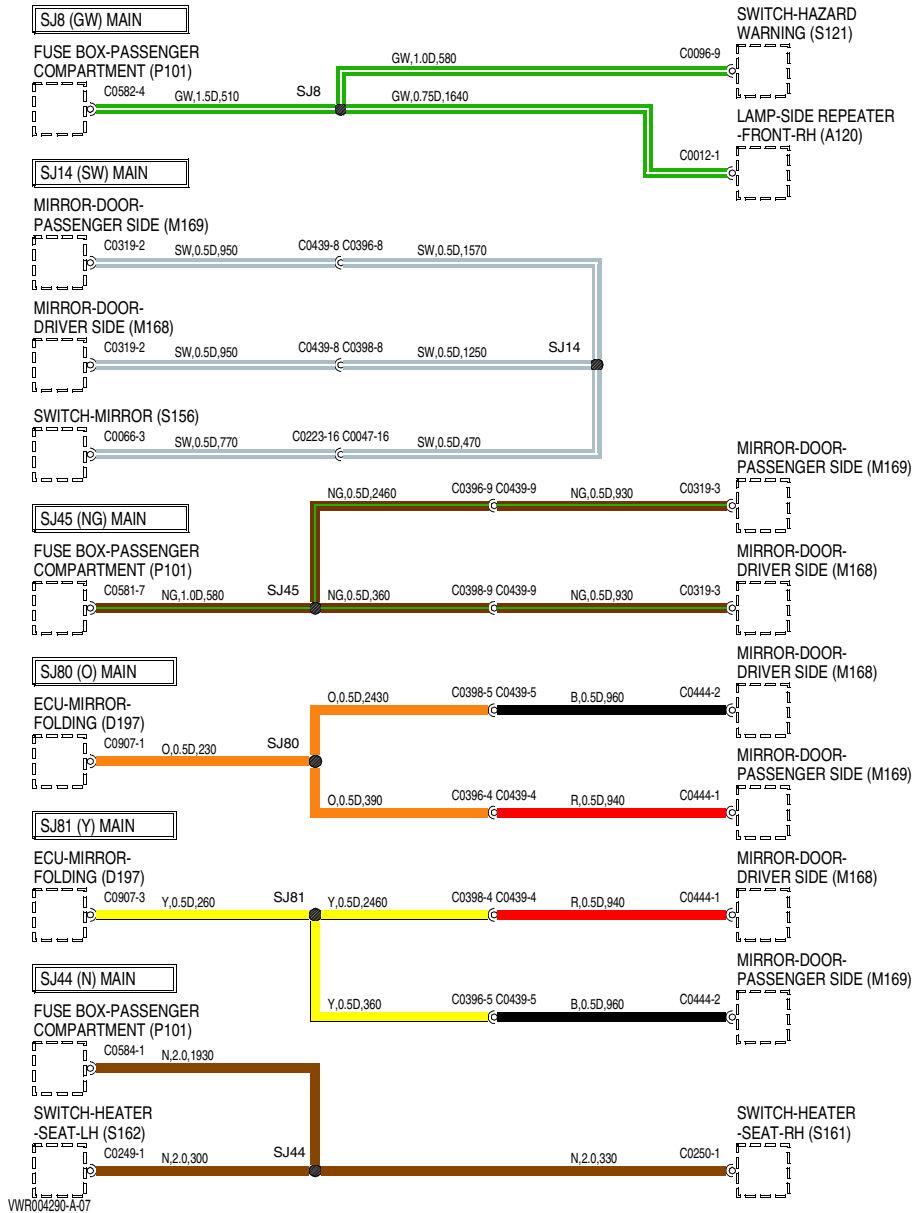 SJ8 (GW) MAIN
FUSE BOX-PASSENGER
COMPARTMENT (P101)
C0582-4
GW,1.5D,510
SJ8
GW,1.0D,580
C0096-9
SWITCH-HAZARD
WARNING (S121)
GW,0.75D,1640
C0012-1
LAMP-SIDE REPEATER
-FRONT-RH (A120)
SJ14 (SW) MAIN
MIRROR-DOOR-
PASSENGER SIDE (M169)
C0319-2
SW,0.5D,950
C0439-8 C0396-8
SW,0.5D,1570
MIRROR-DOOR-
DRIVER SIDE (M168)
C0319-2
SW,0.5D,950
C0439-8 C0398-8
SW,0.5D,1250
SJ14
SWITCH-MIRROR (S156)
C0066-3
SW,0.5D,770
C0223-16 C0047-16
SW,0.5D,470
SJ45 (NG) MAIN
FUSE BOX-PASSENGER
COMPARTMENT (P101)
C0581-7
NG,1.0D,580
SJ45
NG,0.5D,2460
C0396-9 C0439-9
NG,0.5D,930
C0319-3
MIRROR-DOOR-
PASSENGER SIDE (M169)
NG,0.5D,360
C0398-9 C0439-9
NG,0.5D,930
C0319-3
MIRROR-DOOR-
DRIVER SIDE (M168)
SJ80 (O) MAIN
ECU-MIRROR-
FOLDING (D197)
C0907-1
O,0.5D,230
SJ80
O,0.5D,2430
C0398-5 C0439-5
B,0.5D,960
C0444-2
MIRROR-DOOR-
DRIVER SIDE (M168)
O,0.5D,390
C0396-4 C0439-4
R,0.5D,940
C0444-1
MIRROR-DOOR-
PASSENGER SIDE (M169)
SJ81 (Y) MAIN
ECU-MIRROR-
FOLDING (D197)
C0907-3
Y,0.5D,260
SJ81
Y,0.5D,2460
C0398-4 C0439-4
R,0.5D,940
C0444-1
MIRROR-DOOR-
DRIVER SIDE (M168)
Y,0.5D,360
C0396-5 C0439-5
B,0.5D,960
C0444-2
MIRROR-DOOR-
PASSENGER SIDE (M169)
SJ44 (N) MAIN
FUSE BOX-PASSENGER
COMPARTMENT (P101)
C0584-1
N,2.0,1930
SWITCH-HEATER
-SEAT-LH (S162)
C0249-1
N,2.0,300
SJ44
N,2.0,330
C0250-1
SWITCH-HEATER
-SEAT-RH (S161)
VWR004290-A-07